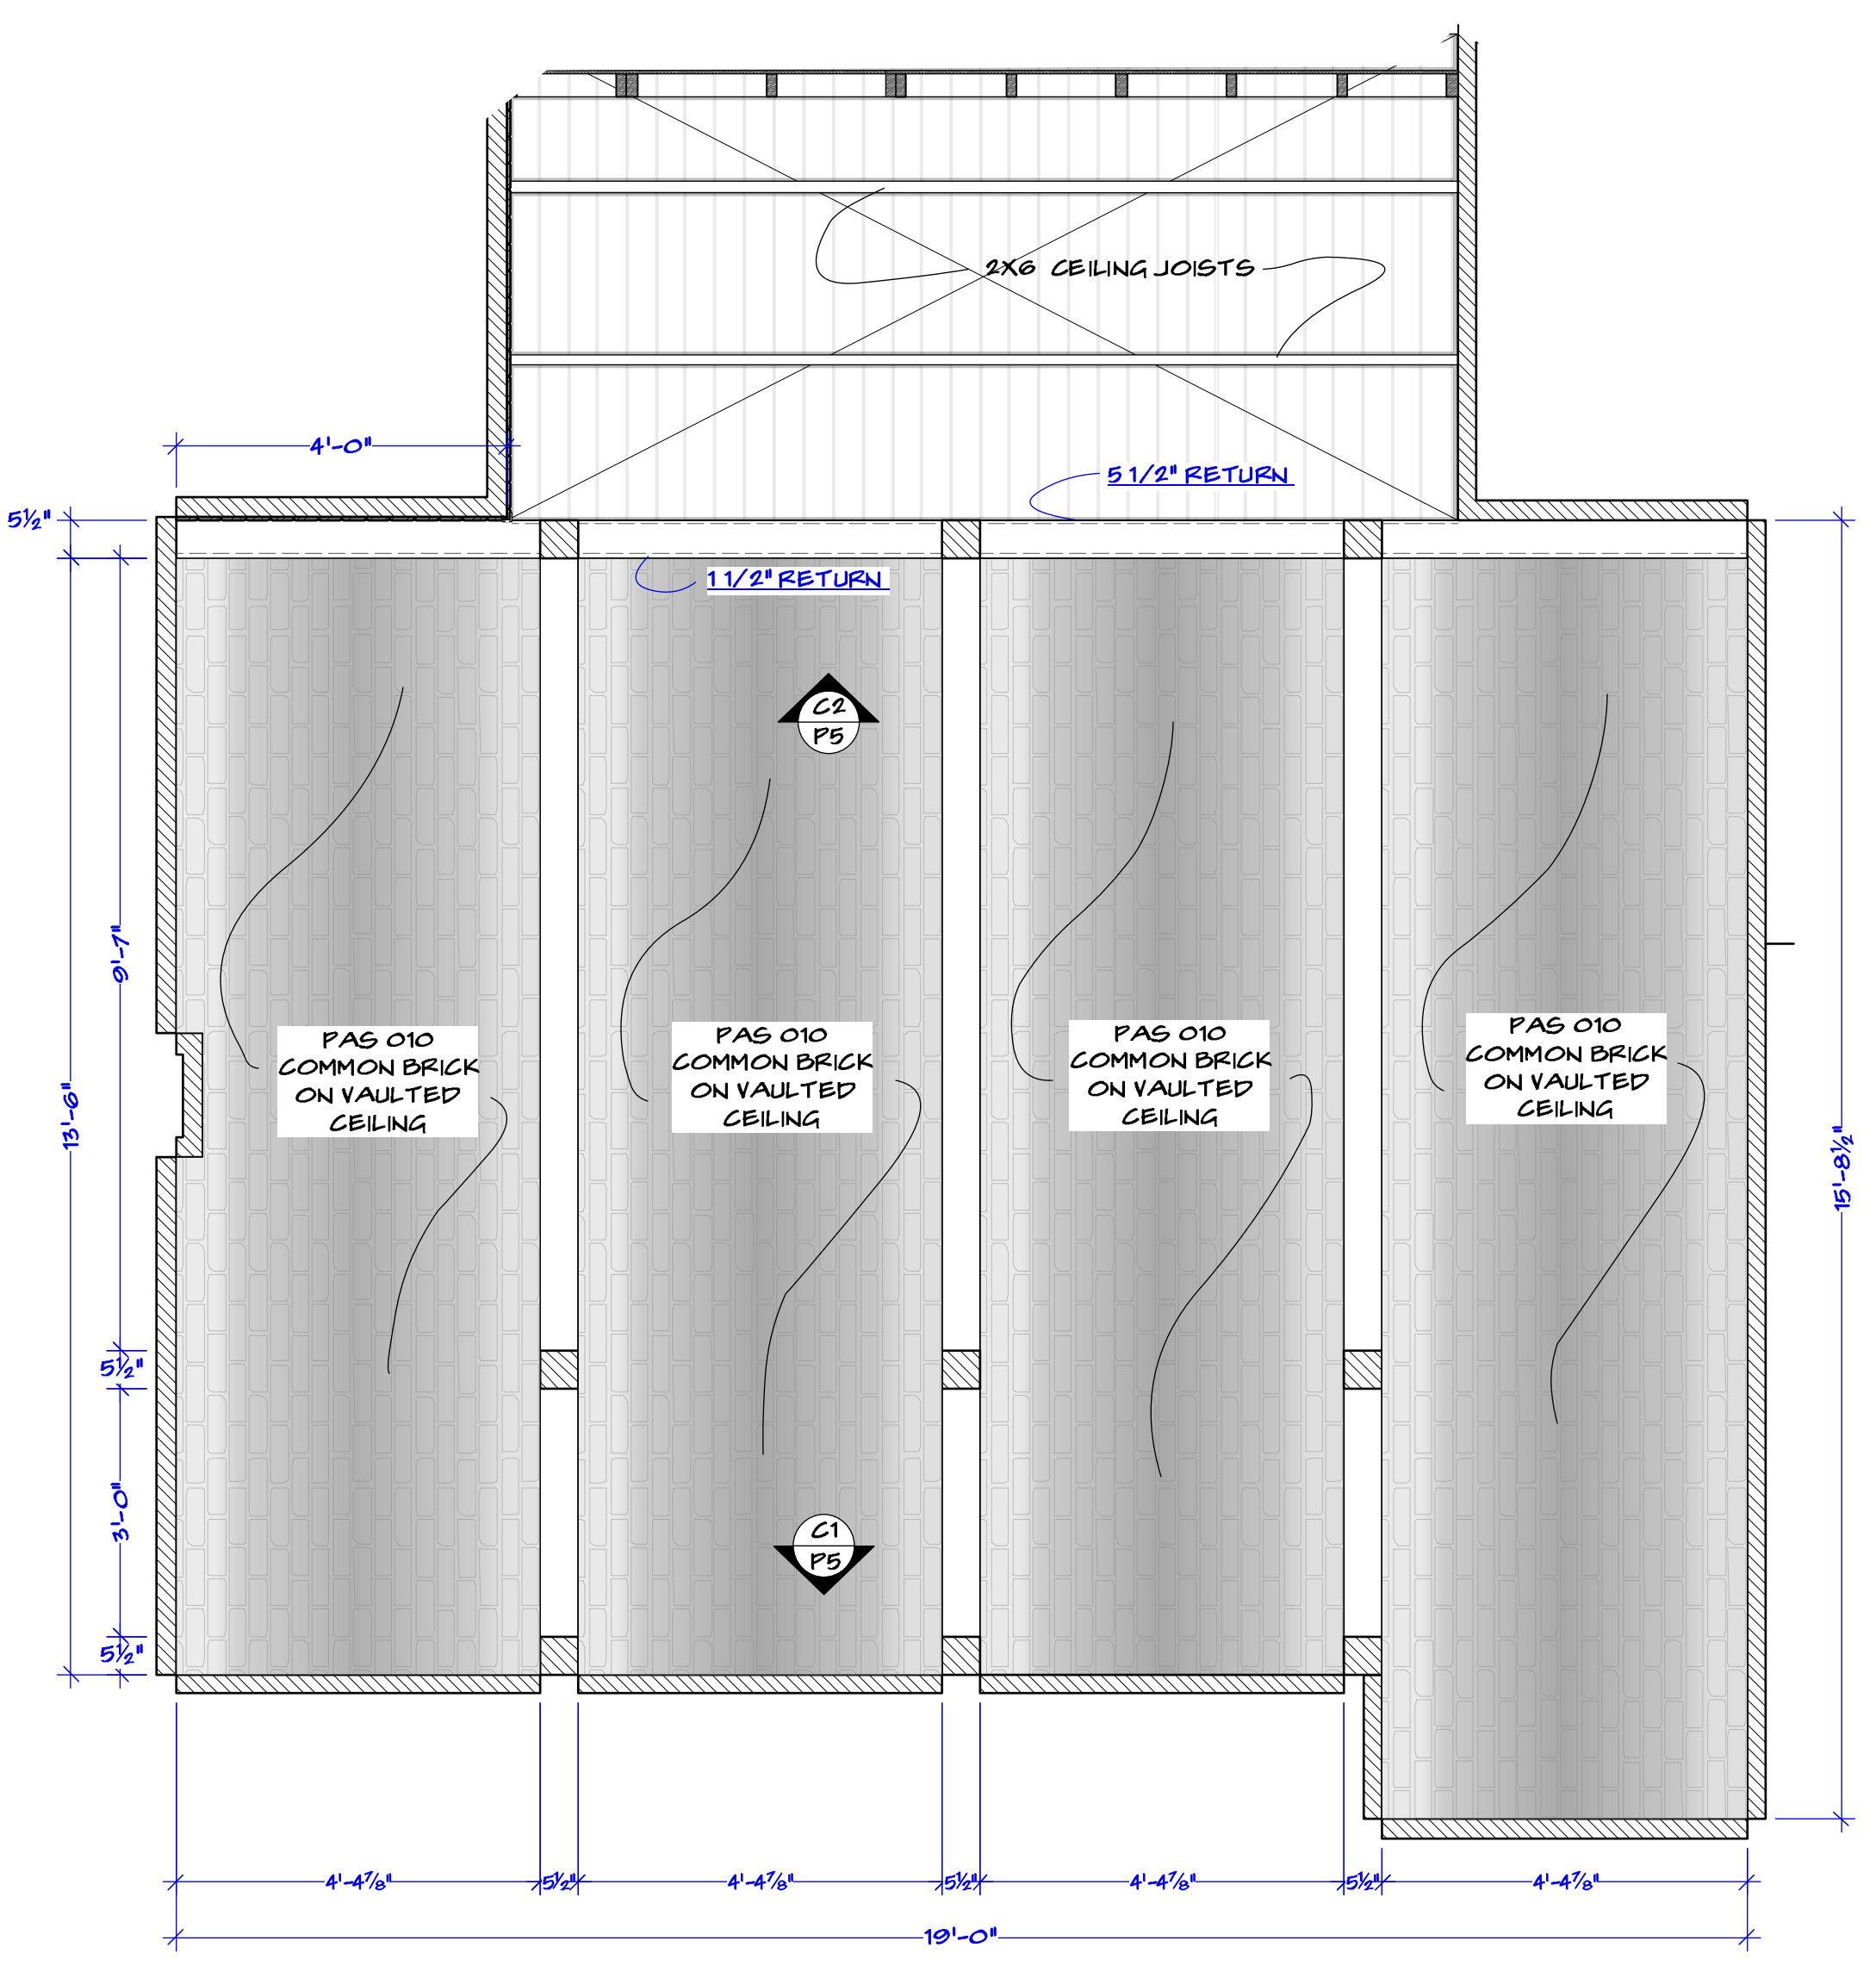 2X6 CEILING JOISTS
4'-0"
5 1/2" RETURN
5½"
1 1/2" RETURN
C2
P5
9'-7"
13'-6"
15'-8½"
PAS 010
COMMON BRICK
ON VAULTED
CEILING
PAS 010
COMMON BRICK
ON VAULTED
CEILING
PAS 010
COMMON BRICK
ON VAULTED
CEILING
PAS 010
COMMON BRICK
ON VAULTED
CEILING
5½"
3'-0"
C1
P5
5½"
4'-4⅞"
5½"
4'-4⅞"
5½"
4'-4⅞"
5½"
4'-4⅞"
19'-0"